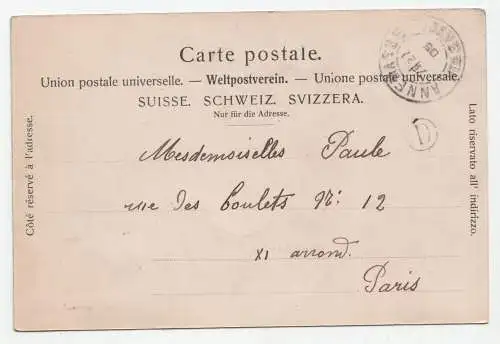 Carte postale.
Union postale universelle. — Weltpostverein. — Unione postale universale.
SUISSE. SCHWEIZ. SVIZZERA.
Nur für die Adresse.
Côté réservé à l'adresse.
Lato riservato all' indirizzo.
D
Mesdemoiselles Paule
rue des Boulets Nº: 12
XI arrond.
Paris